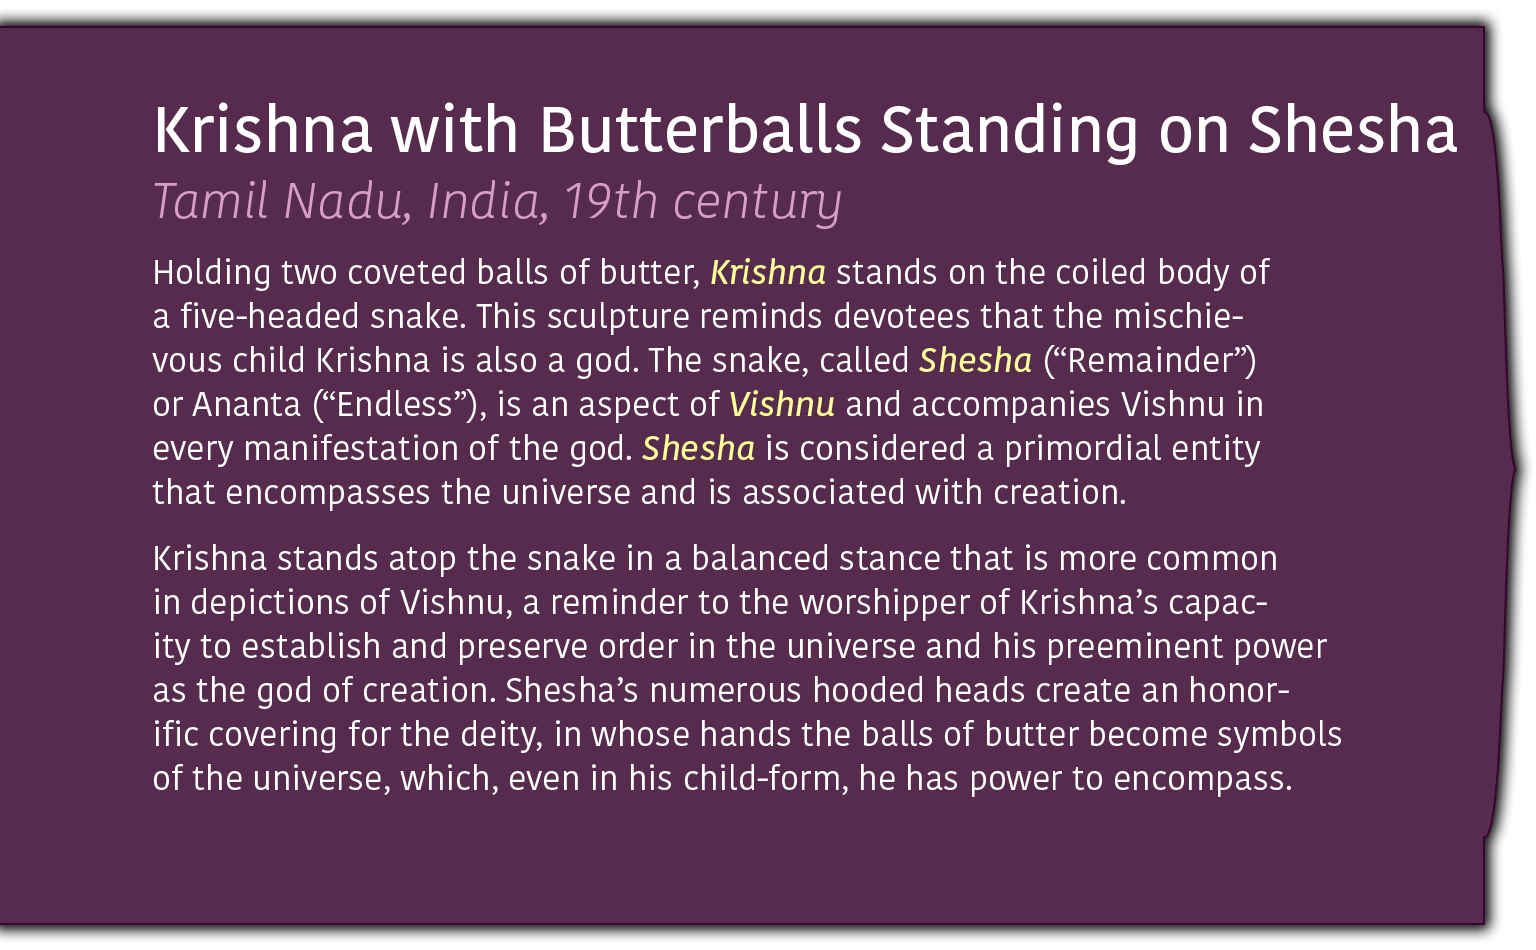 Krishna with Butterballs Standing on Shesha
Tamil Nadu, India, 19th century
Holding two coveted balls of butter, Krishna stands on the coiled body of
a five-headed snake. This sculpture reminds devotees that the mischie-
vous child Krishna is also a god. The snake, called Shesha (“Remainder”)
or Ananta (“Endless”), is an aspect of Vishnu and accompanies Vishnu in
every manifestation of the god. Shesha is considered a primordial entity
that encompasses the universe and is associated with creation.
Krishna stands atop the snake in a balanced stance that is more common
in depictions of Vishnu, a reminder to the worshipper of Krishna’s capac-
ity to establish and preserve order in the universe and his preeminent power
as the god of creation. Shesha’s numerous hooded heads create an honor-
ific covering for the deity, in whose hands the balls of butter become symbols
of the universe, which, even in his child-form, he has power to encompass.